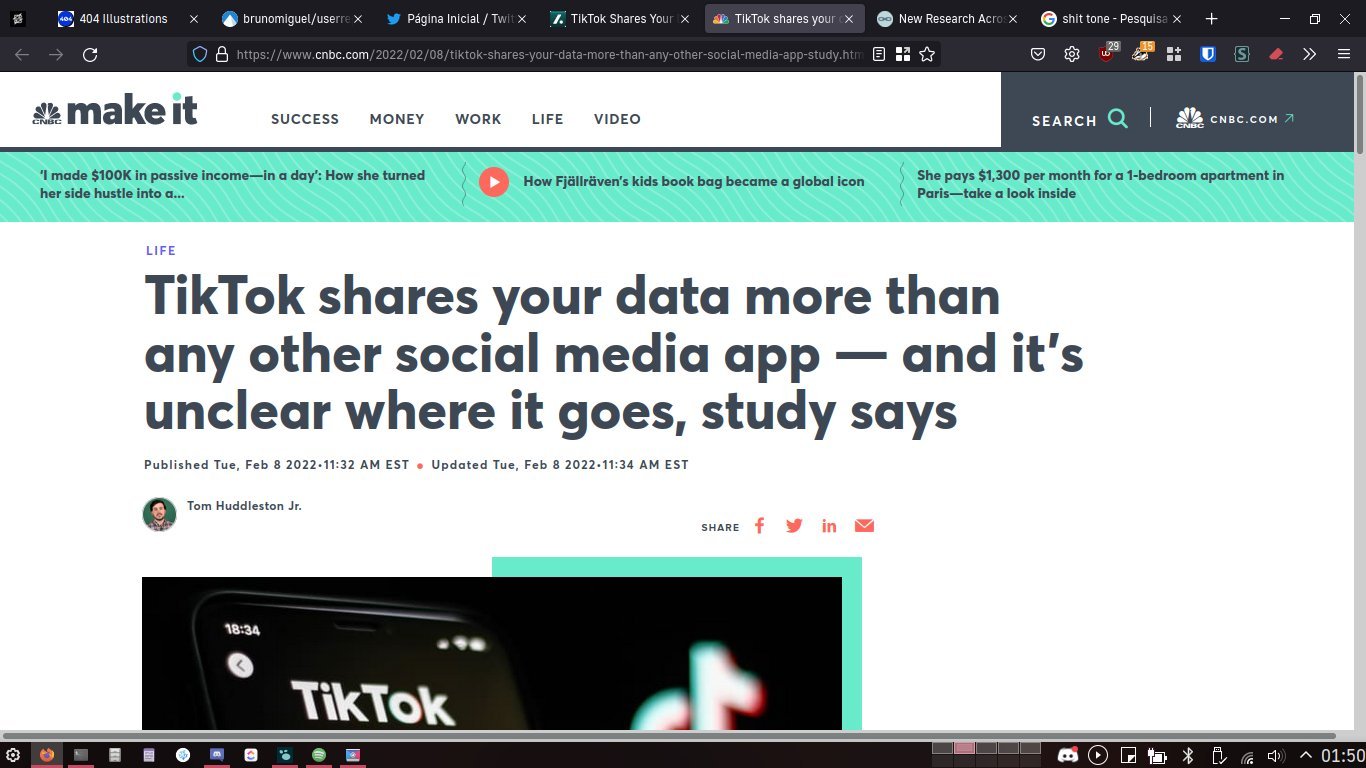 404 Illustrations
brunomiguel/userre
Página Inicial / Twit
TikTok Shares Your
TikTok shares your
New Research Acro
shit tone - Pesquisa
https://www.cnbc.com/2022/02/08/tiktok-shares-your-data-more-than-any-other-social-media-app-study.htm
29
15
CNBC
make it
SUCCESS
MONEY
WORK
LIFE
VIDEO
SEARCH
CNBC
CNBC.COM
'I made $100K in passive income—in a day': How she turned
her side hustle into a...
How Fjällräven's kids book bag became a global icon
She pays $1,300 per month for a 1-bedroom apartment in
Paris—take a look inside
LIFE
TikTok shares your data more than
any other social media app — and it's
unclear where it goes, study says
Published Tue, Feb 8 2022•11:32 AM EST • Updated Tue, Feb 8 2022•11:34 AM EST
Tom Huddleston Jr.
SHARE
18:34
TikTok
01:50